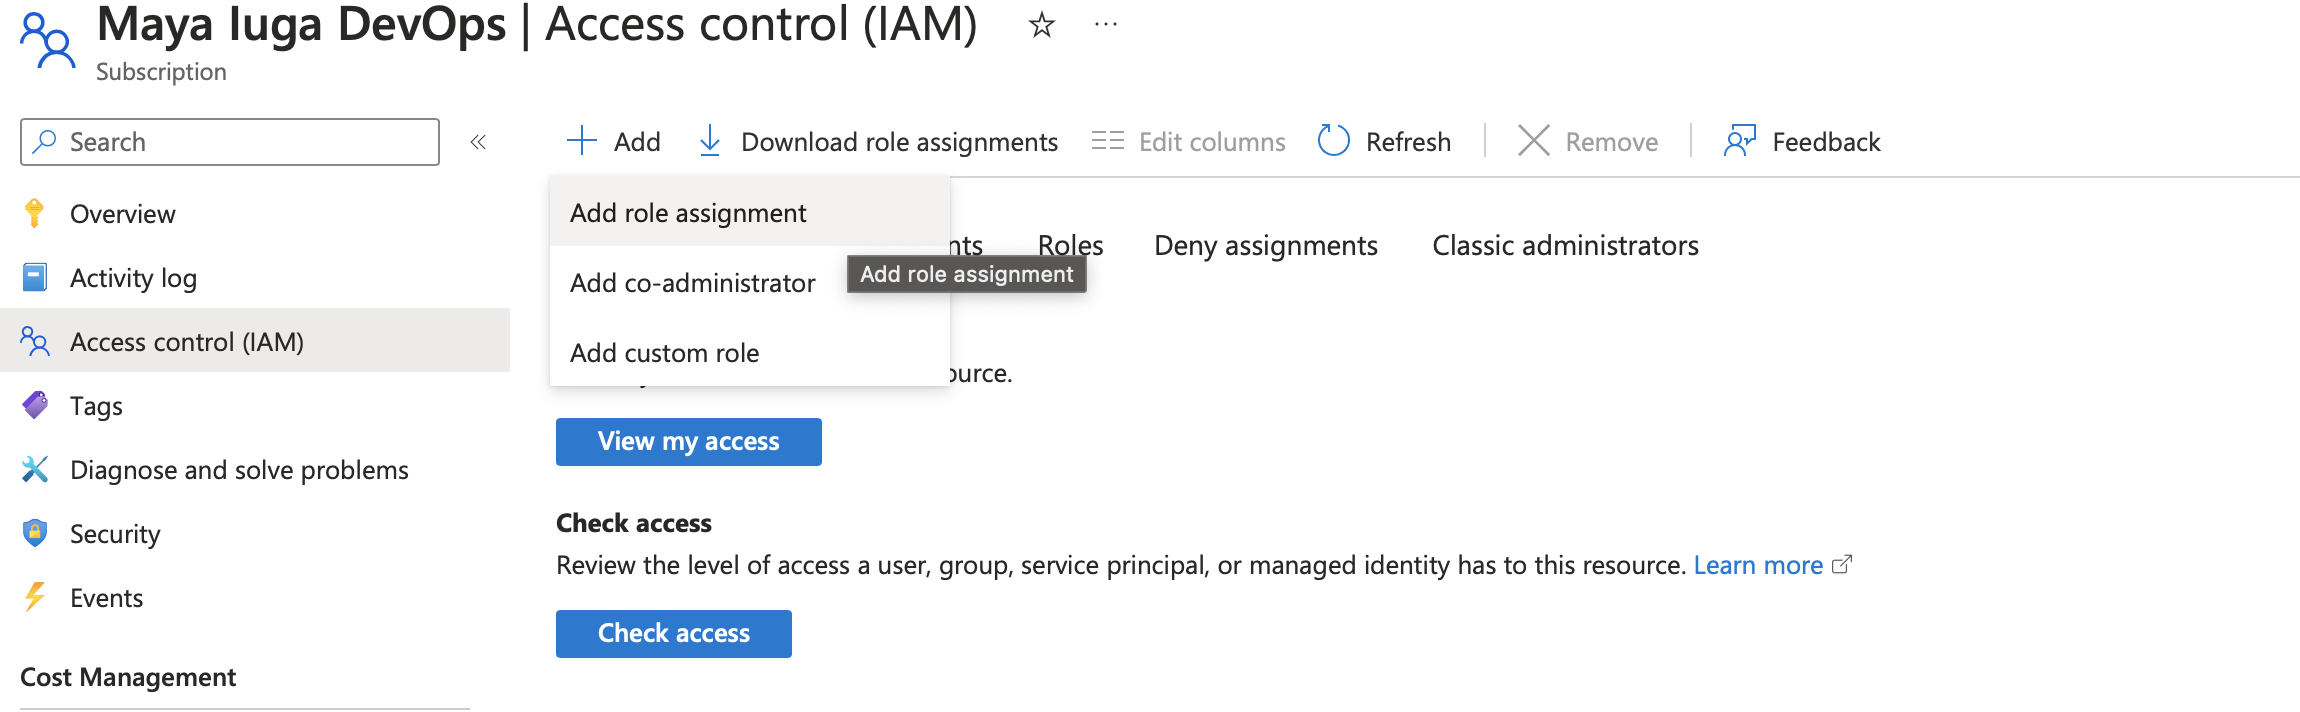 Maya Iuga DevOps | Access control (IAM) ☆ ···
Subscription
Search «
Add Download role assignments Edit columns Refresh Remove Feedback
Overview
Activity log
Access control (IAM)
Tags
Diagnose and solve problems
Security
Events
Cost Management
Add role assignment
Add co-administrator
Add custom role
Add role assignment
nts Roles Deny assignments Classic administrators
ource.
View my access
Check access
Review the level of access a user, group, service principal, or managed identity has to this resource. Learn more
Check access